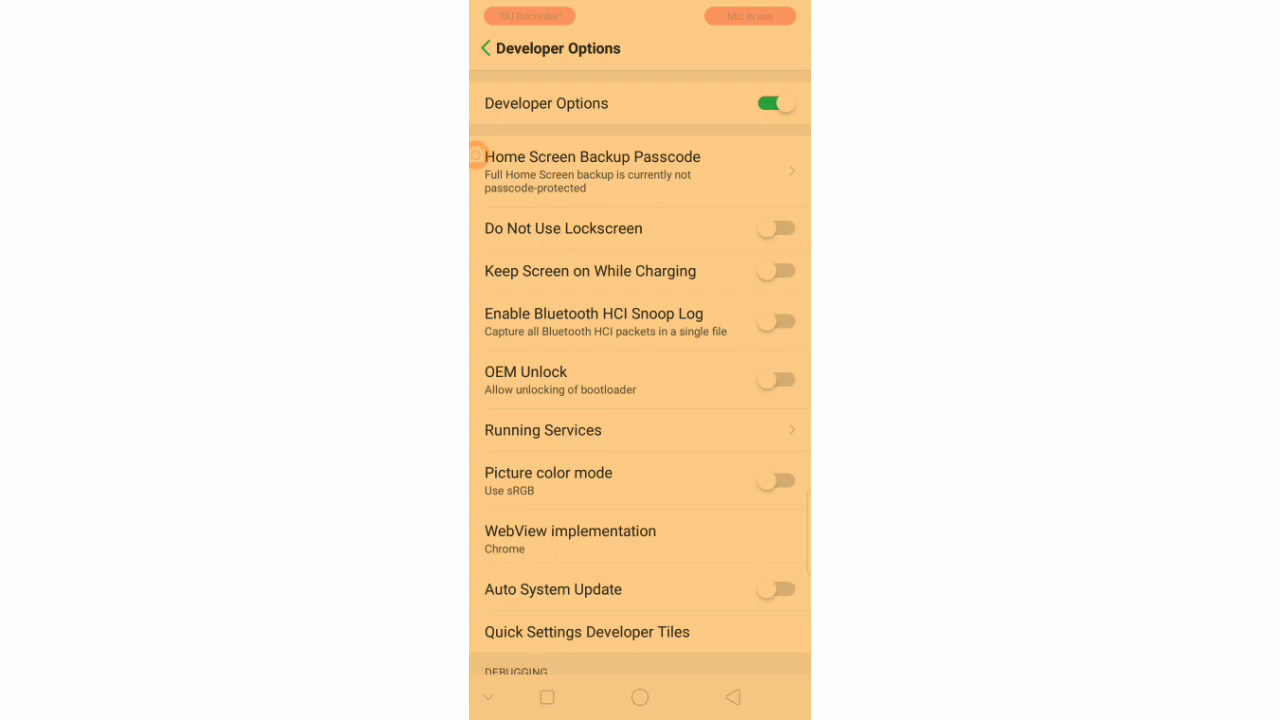 "DU Recorder"
Developer Options
Developer Options
Home Screen Backup Passcode
Full Home Screen backup is currently not
passcode-protected
Do Not Use Lockscreen
Keep Screen on While Charging
Enable Bluetooth HCI Snoop Log
Capture all Bluetooth HCI packets in a single file
OEM Unlock
Allow unlocking of bootloader
Running Services
Picture color mode
Use sRGB
WebView implementation
Chrome
Auto System Update
Quick Settings Developer Tiles
DEBUGGING